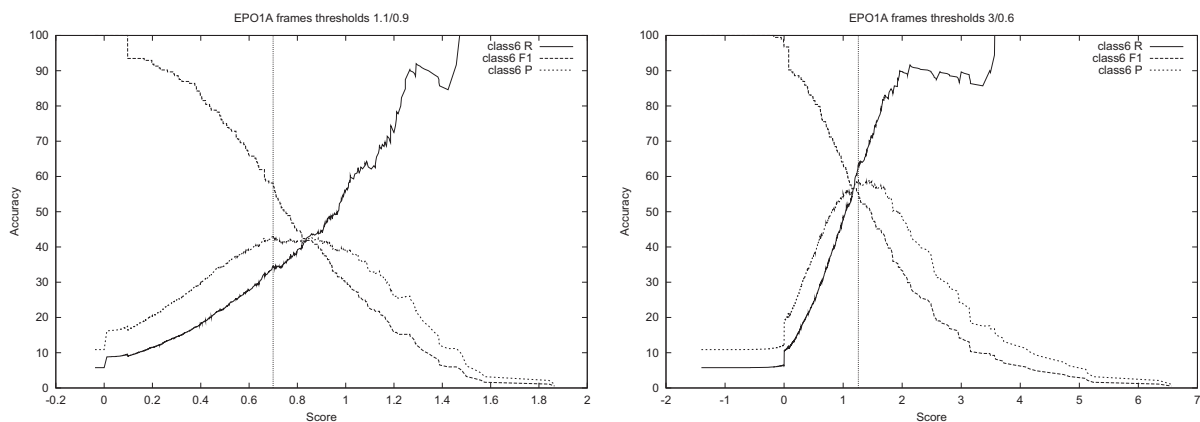 EPO1A frames thresholds 1.1/0.9
100
90
80
70
60
50
40
30
20
10
0
Accuracy
class6 R
class6 F1
class6 P
-0.2 0 0.2 0.4 0.6 0.8 1 1.2 1.4 1.6 1.8 2
Score
EPO1A frames thresholds 3/0.6
100
90
80
70
60
50
40
30
20
10
0
Accuracy
class6 R
class6 F1
class6 P
-2 -1 0 1 2 3 4 5 6 7
Score